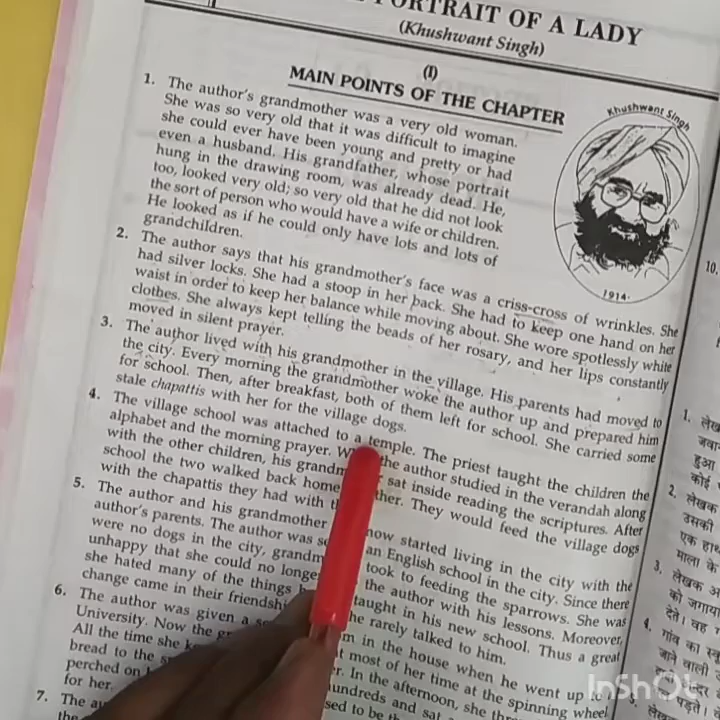 PORTRAIT OF A LADY
(Khushwant Singh)
(I)
MAIN POINTS OF THE CHAPTER
Khushwant Singh
1914-
1. The author's grandmother was a very old woman.
She was so very old that it was difficult to imagine
she could ever have been young and pretty or had
even a husband. His grandfather, whose portrait
hung in the drawing room, was already dead. He,
too, looked very old; so very old that he did not look
the sort of person who would have a wife or children.
He looked as if he could only have lots and lots of
grandchildren.
2. The author says that his grandmother's face was a criss-cross of wrinkles. She
had silver locks. She had a stoop in her back. She had to keep one hand on her
waist in order to keep her balance while moving about. She wore spotlessly white
clothes. She always kept telling the beads of her rosary, and her lips constantly
moved in silent prayer.
3. The author lived with his grandmother in the village. His parents had moved to
the city. Every morning the grandmother woke the author up and prepared him
for school. Then, after breakfast, both of them left for school. She carried some
stale chapattis with her for the village dogs.
4. The village school was attached to a temple. The priest taught the children the
alphabet and the morning prayer. the author studied in the verandah along
with the other children, his sat inside reading the scriptures. After
school the two walked back home They would feed the village dogs
with the chapattis they had with
5. The author and his grandmother now started living in the city with the
author's parents. The author was an English school in the city. Since there
were no dogs in the city, took to feeding the sparrows. She was
unhappy that she could no the author with his lessons. Moreover,
she hated many of the things taught in his new school. Thus a great
change came in their he rarely talked to him.
6. The author was given a in the house when he went up to
University. Now the most of her time at the spinning wheel.
All the time she In the afternoon, she
bread to the hundreds and sat
perched on used to be
for her.
7. The
10,
1. लेख
जवा
हुआ
कोई
2. लेखक
उसकी
एक हाथ
माला के
3. लेखक अ
को जगाया
देते। वह
4. गांव का स्
जाने वाली
पढ़ते।
लेख
InShOt